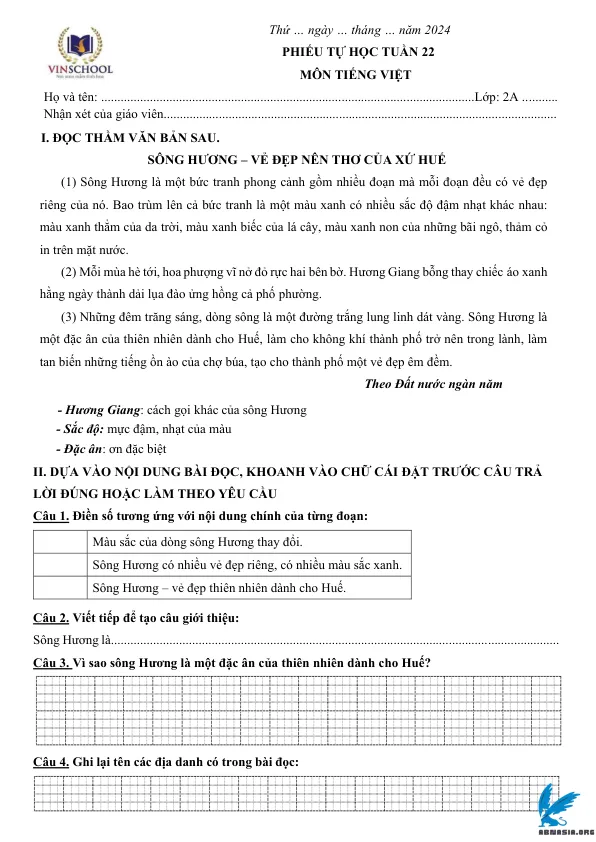 Thứ ... ngày ... tháng ... năm 2024
VINSCHOOL
PHIẾU TỰ HỌC TUẦN 22
MÔN TIẾNG VIỆT
Họ và tên: ...................................................................................................................Lớp: 2A ...........
Nhận xét của giáo viên.........................................................................................................................
I. ĐỌC THẦM VĂN BẢN SAU.
SÔNG HƯƠNG – VẺ ĐẸP NÊN THƠ CỦA XỨ HUẾ
(1) Sông Hương là một bức tranh phong cảnh gồm nhiều đoạn mà mỗi đoạn đều có vẻ đẹp
riêng của nó. Bao trùm lên cả bức tranh là một màu xanh có nhiều sắc độ đậm nhạt khác nhau:
màu xanh thẳm của da trời, màu xanh biếc của lá cây, màu xanh non của những bãi ngô, thảm cỏ
in trên mặt nước.
(2) Mỗi mùa hè tới, hoa phượng vĩ nở đỏ rực hai bên bờ. Hương Giang bỗng thay chiếc áo xanh
hằng ngày thành dải lụa đào ửng hồng cả phố phường.
(3) Những đêm trăng sáng, dòng sông là một đường trắng lung linh dát vàng. Sông Hương là
một đặc ân của thiên nhiên dành cho Huế, làm cho không khí thành phố trở nên trong lành, làm
tan biến những tiếng ồn ào của chợ búa, tạo cho thành phố một vẻ đẹp êm đềm.
Theo Đất nước ngàn năm
- Hương Giang: cách gọi khác của sông Hương
- Sắc độ: mực đậm, nhạt của màu
- Đặc ân: ơn đặc biệt
II. DỰA VÀO NỘI DUNG BÀI ĐỌC, KHOANH VÀO CHỮ CÁI ĐẶT TRƯỚC CÂU TRẢ
LỜI ĐÚNG HOẶC LÀM THEO YÊU CẦU
Câu 1. Điền số tương ứng với nội dung chính của từng đoạn:
Màu sắc của dòng sông Hương thay đổi.
Sông Hương có nhiều vẻ đẹp riêng, có nhiều màu sắc xanh.
Sông Hương – vẻ đẹp thiên nhiên dành cho Huế.
Câu 2. Viết tiếp để tạo câu giới thiệu:
Sông Hương là..........................................................................................................................................
Câu 3. Vì sao sông Hương là một đặc ân của thiên nhiên dành cho Huế?
Câu 4. Ghi lại tên các địa danh có trong bài đọc:
ABNASIA.ORG